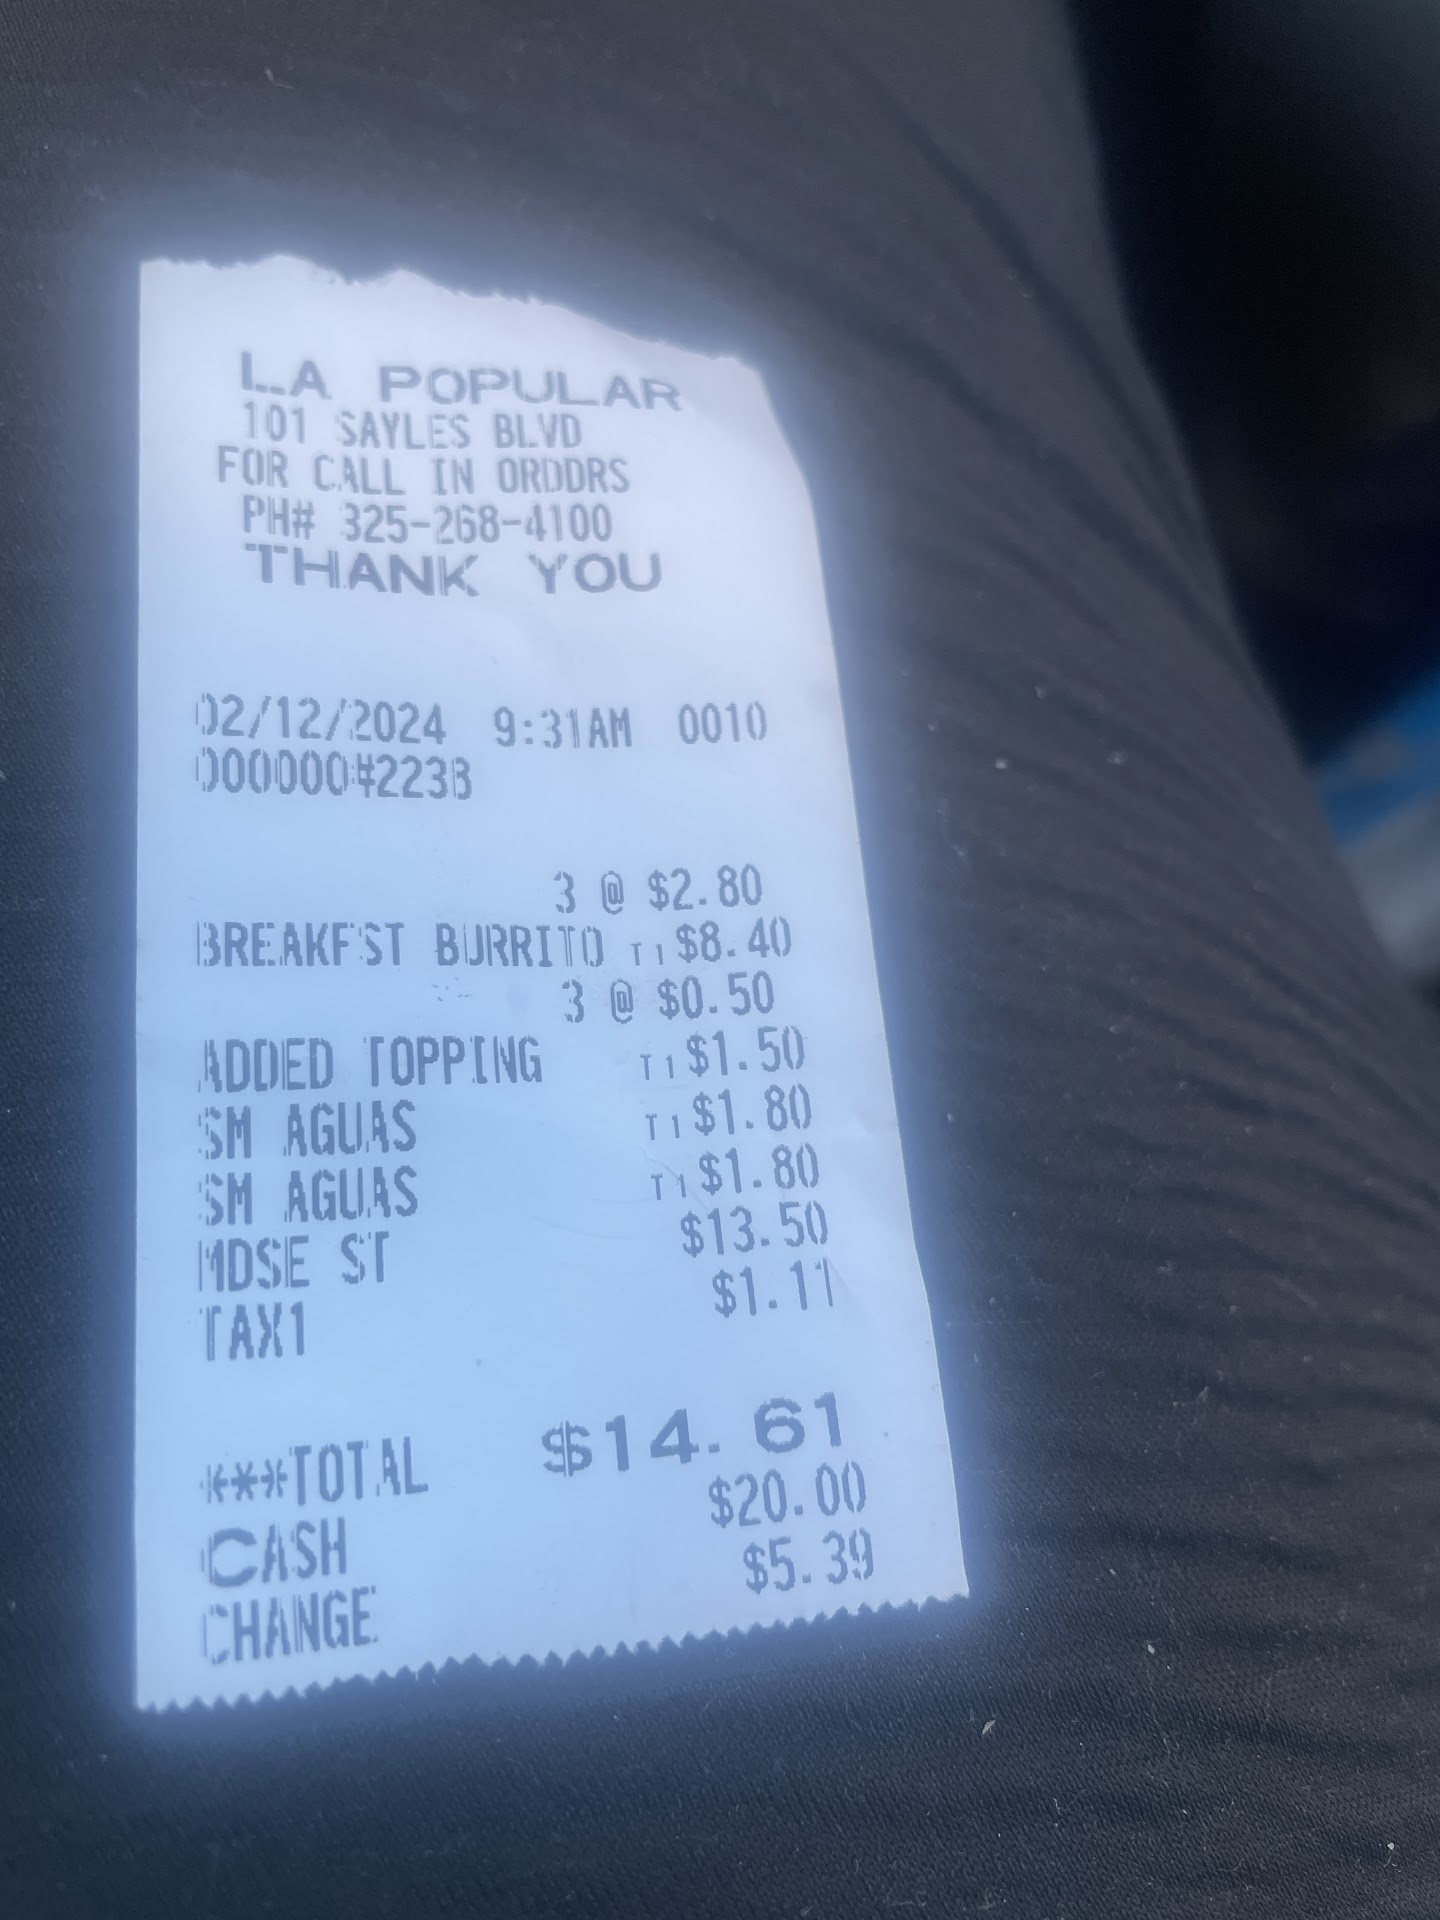 LA POPULAR
101 SAYLES BLVD
FOR CALL IN ORDDRS
PH# 325-268-4100
THANK YOU
02/12/2024 9:31AM 0010
000000#2238
3 @ $2.80
BREAKFST BURRITO T1 $8.40
3 @ $0.50
ADDED TOPPING T1 $1.50
SM AGUAS T1 $1.80
SM AGUAS T1 $1.80
MDSE ST $13.50
TAX1 $1.11
***TOTAL $14.61
CASH $20.00
CHANGE $5.39